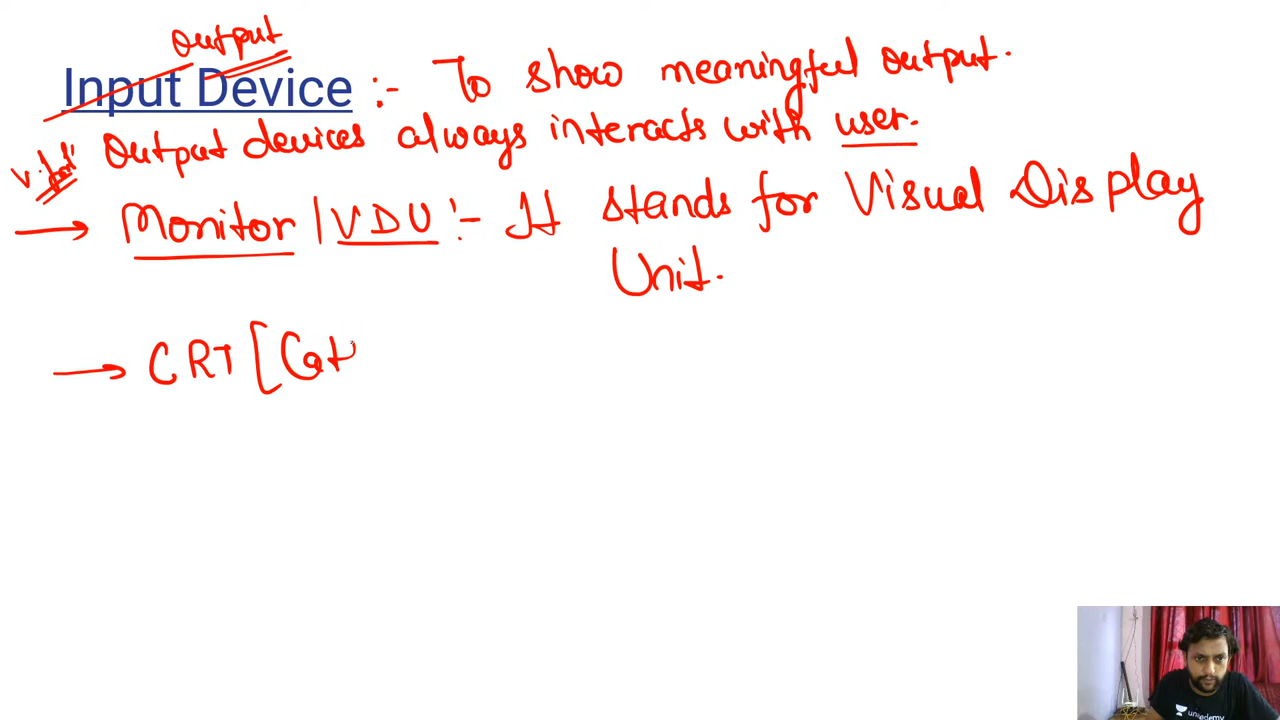 output
Input Device :- To show meaningful output.
V. Output devices always interacts with user.
→ Monitor | VDU :- It stands for Visual Display
Unit.
→ CRT [Cat
unacademy